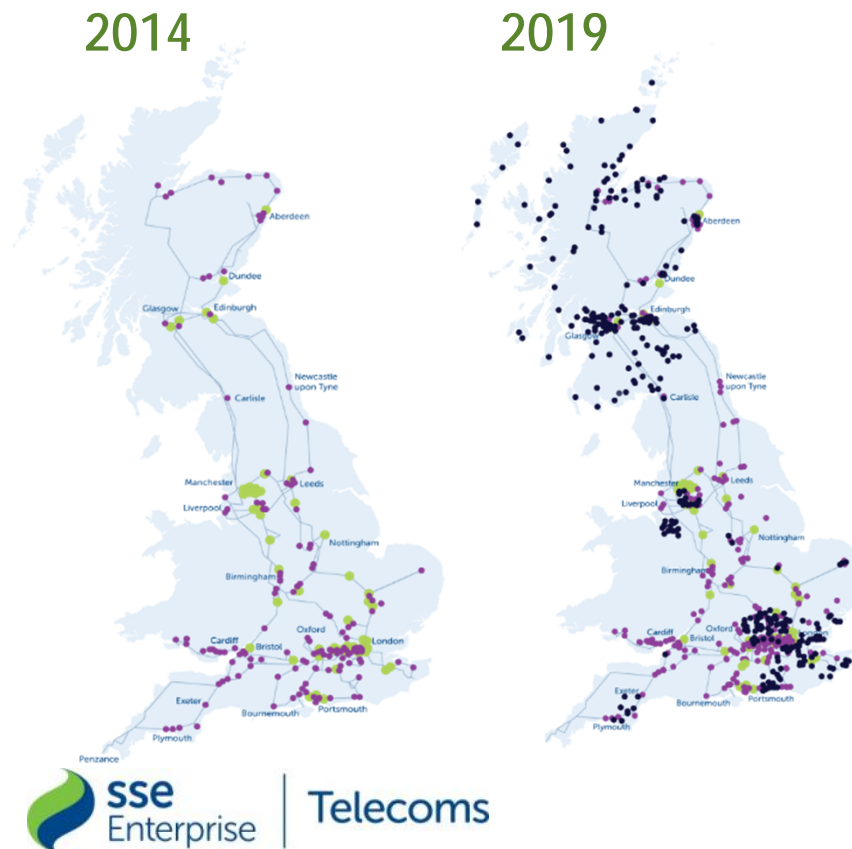 2014
2019
Aberdeen
Dundee
Glasgow
Edinburgh
Newcastle
upon Tyne
Carlisle
Manchester
Leeds
Liverpool
Nottingham
Birmingham
Cardiff
Oxford
London
Bristol
Exeter
Bournemouth
Portsmouth
Plymouth
Penzance
Aberdeen
Dundee
Edinburgh
Glasgow
Newcastle
upon Tyne
Carlisle
Manchester
Leeds
Liverpool
Nottingham
Birmingham
Cardiff
Oxford
London
Bristol
Exeter
Bournemouth
Portsmouth
Plymouth
sse
Enterprise
Telecoms